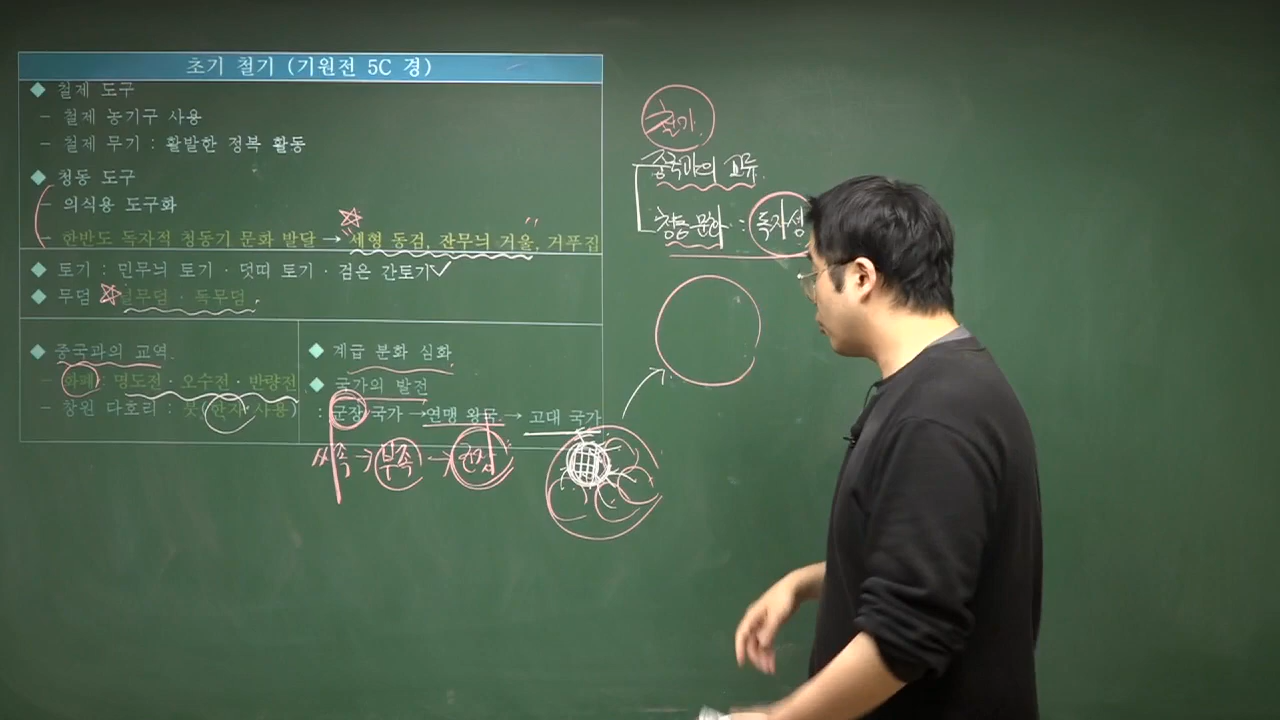 초기 철기 (기원전 5C 경)
◆ 철제 도구
- 철제 농기구 사용
- 철제 무기 : 활발한 정복 활동
◆ 청동 도구
- 의식용 도구화
- 한반도 독자적 청동기 문화 발달 → 세형 동검, 잔무늬 거울, 거푸집
◆ 토기 : 민무늬 토기 · 덧띠 토기 · 검은 간토기
◆ 무덤 널무덤 · 독무덤
◆ 중국과의 교역
- 화폐 : 명도전 · 오수전 · 반량전
- 창원 다호리 : 붓(한자 사용)
◆ 계급 분화 심화
◆ 국가의 발전
: 군장 국가 → 연맹 왕국 → 고대 국가
씨족 → 부족 →
철기
중국과의 교류
청동 문화 : 독자성